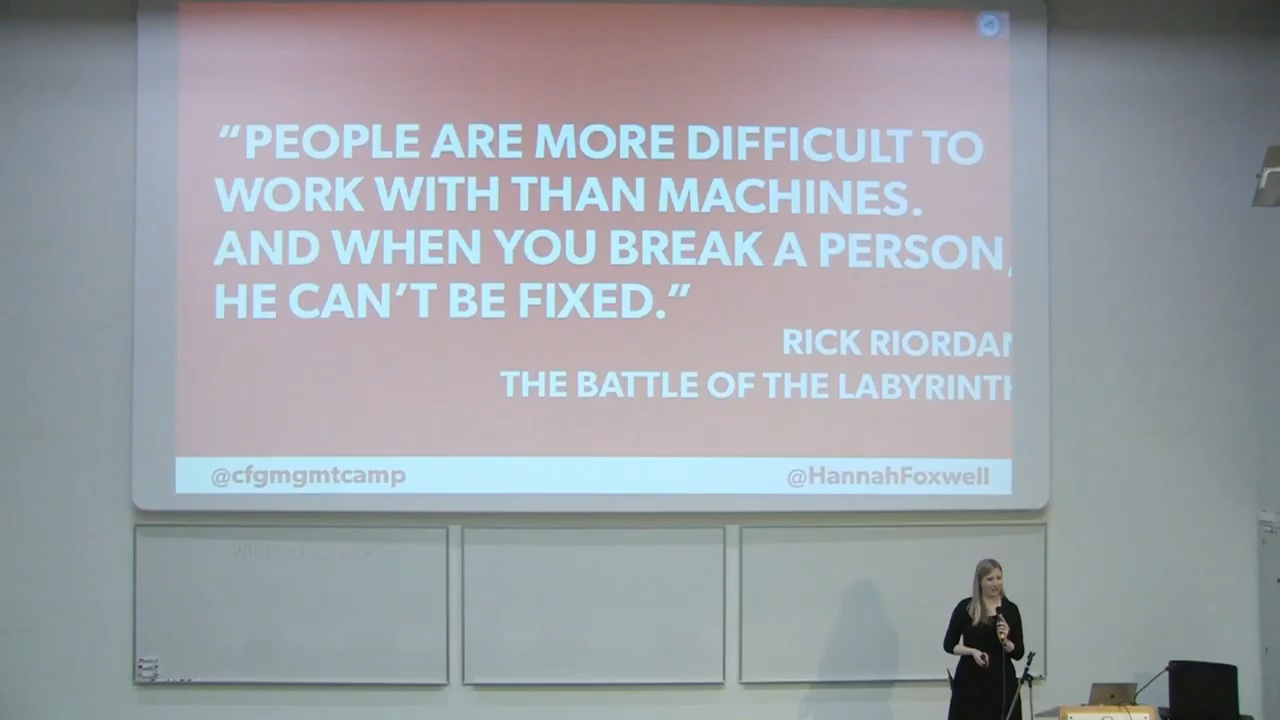 “PEOPLE ARE MORE DIFFICULT TO
WORK WITH THAN MACHINES.
AND WHEN YOU BREAK A PERSON,
HE CAN’T BE FIXED.”
RICK RIORDAN
THE BATTLE OF THE LABYRINTH
@cfgmgmtcamp
@HannahFoxwell